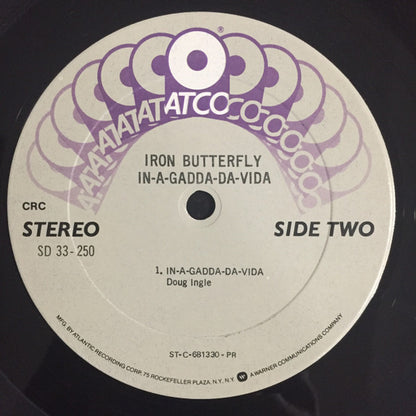 ®
ATATATATATCOCOCOCO
IRON BUTTERFLY
IN-A-GADDA-DA-VIDA
CRC
STEREO
SIDE TWO
SD 33-250
1. IN-A-GADDA-DA-VIDA
Doug Ingle
ST-C-681330-PR
MFG. BY ATLANTIC RECORDING CORP., 75 ROCKEFELLER PLAZA, N.Y., N.Y. W A WARNER COMMUNICATIONS COMPANY